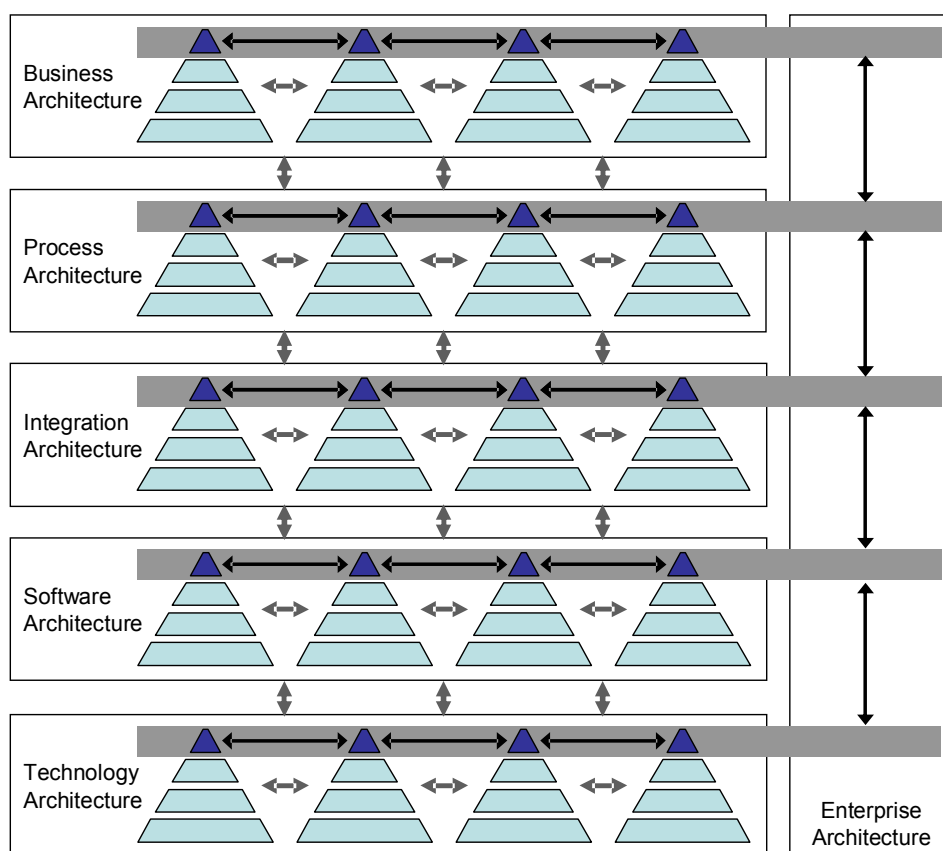 Business
Architecture
Process
Architecture
Integration
Architecture
Software
Architecture
Technology
Architecture
Enterprise
Architecture